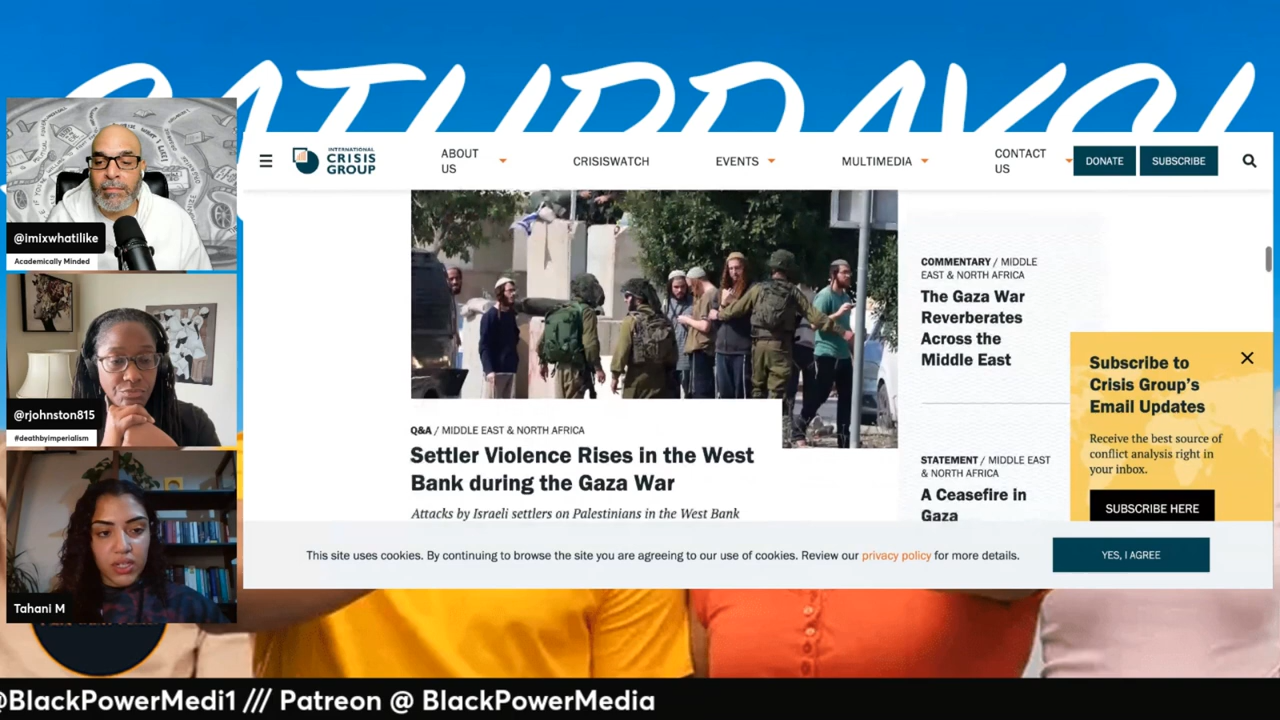 SATURDAYS!
INTERNATIONAL
CRISIS
GROUP
ABOUT
US
CRISISWATCH
EVENTS
MULTIMEDIA
CONTACT
US
DONATE
SUBSCRIBE
@imixwhatilike
Academically Minded
@rjohnston815
#deathbyimperialism
Tahani M
Q&A / MIDDLE EAST & NORTH AFRICA
Settler Violence Rises in the West
Bank during the Gaza War
Attacks by Israeli settlers on Palestinians in the West Bank
COMMENTARY / MIDDLE
EAST & NORTH AFRICA
The Gaza War
Reverberates
Across the
Middle East
STATEMENT / MIDDLE EAST
& NORTH AFRICA
A Ceasefire in
Gaza
Subscribe to
Crisis Group's
Email Updates
Receive the best source of
conflict analysis right in
your inbox.
SUBSCRIBE HERE
This site uses cookies. By continuing to browse the site you are agreeing to our use of cookies. Review our privacy policy for more details.
YES, I AGREE
@BlackPowerMedi1 /// Patreon @ BlackPowerMedia